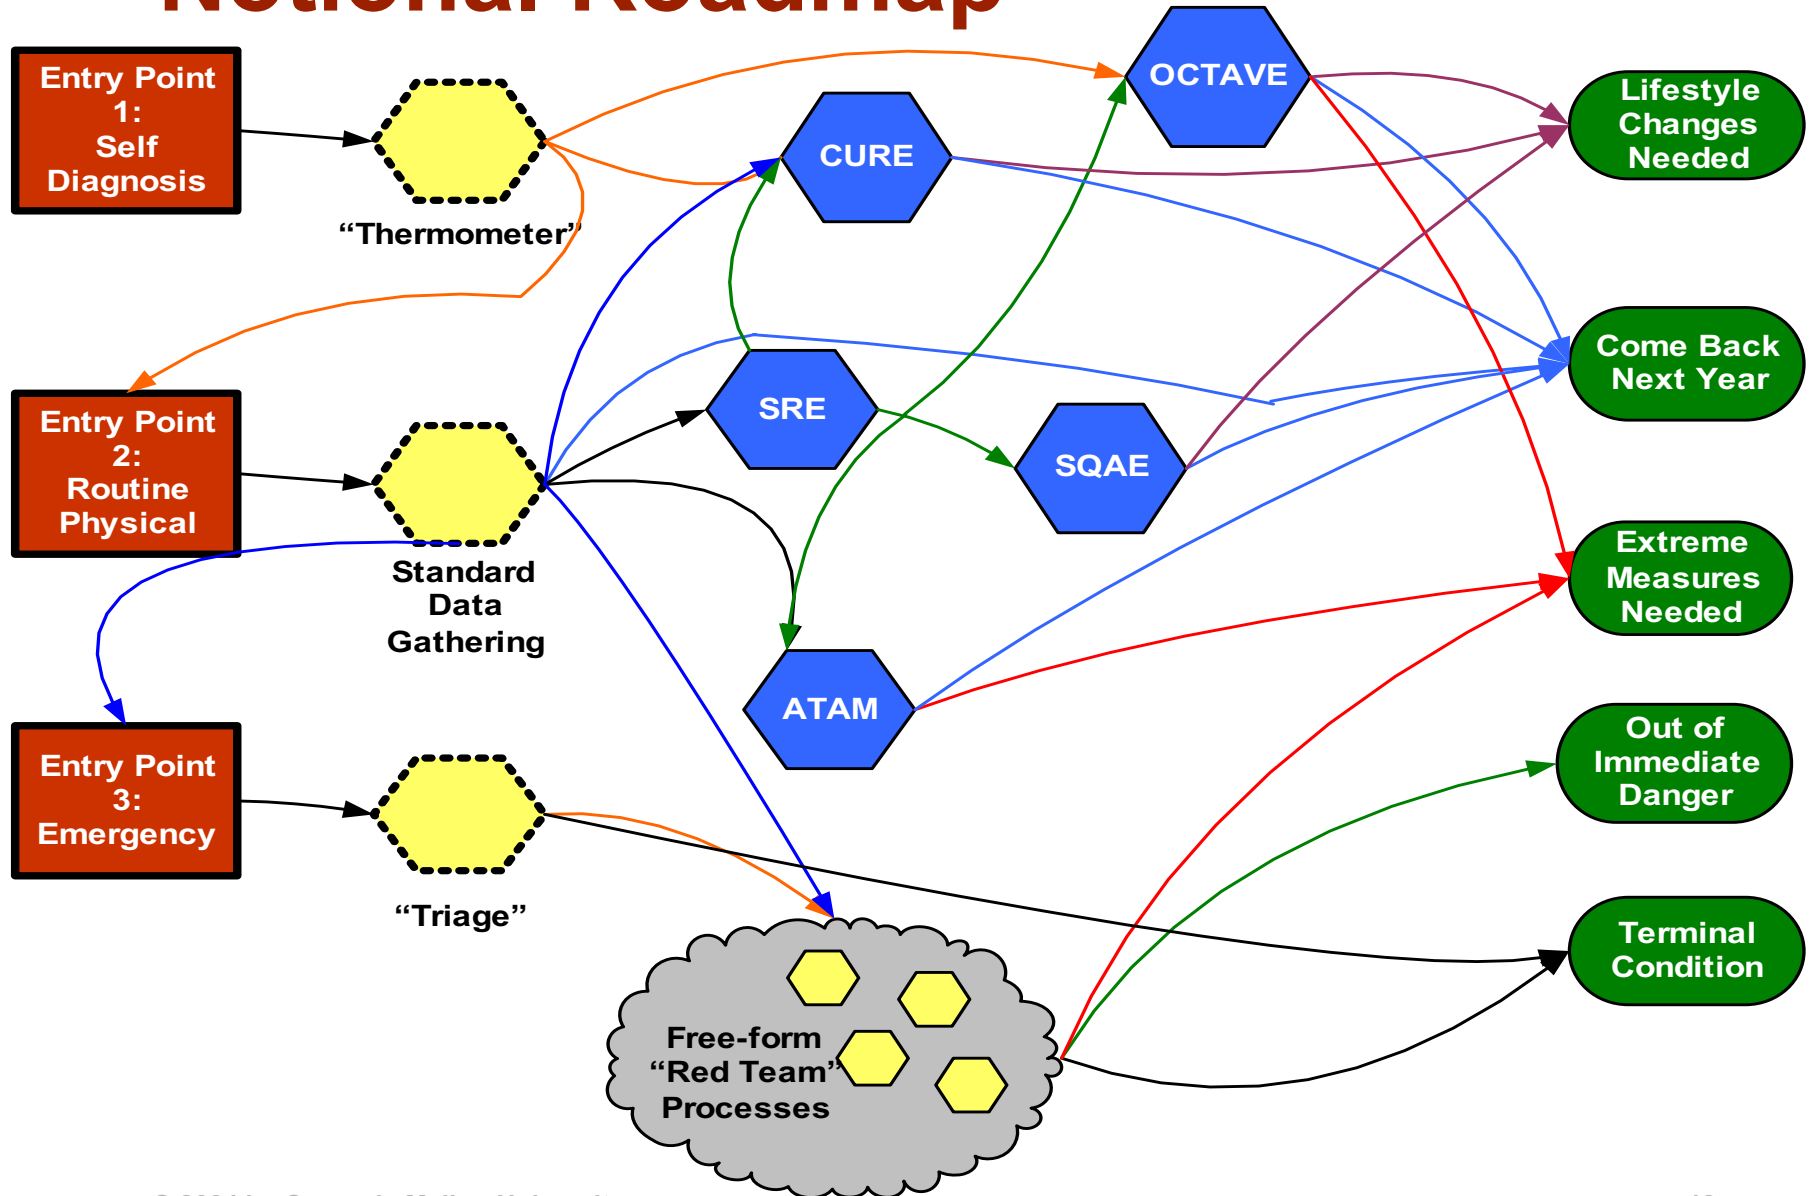 Notional Roadmap
Entry Point
1:
Self
Diagnosis
“Thermometer”
CURE
OCTAVE
Lifestyle
Changes
Needed
Entry Point
2:
Routine
Physical
Standard
Data
Gathering
SRE
SQAE
Come Back
Next Year
Extreme
Measures
Needed
ATAM
Entry Point
3:
Emergency
“Triage”
Out of
Immediate
Danger
Terminal
Condition
Free-form
“Red Team”
Processes